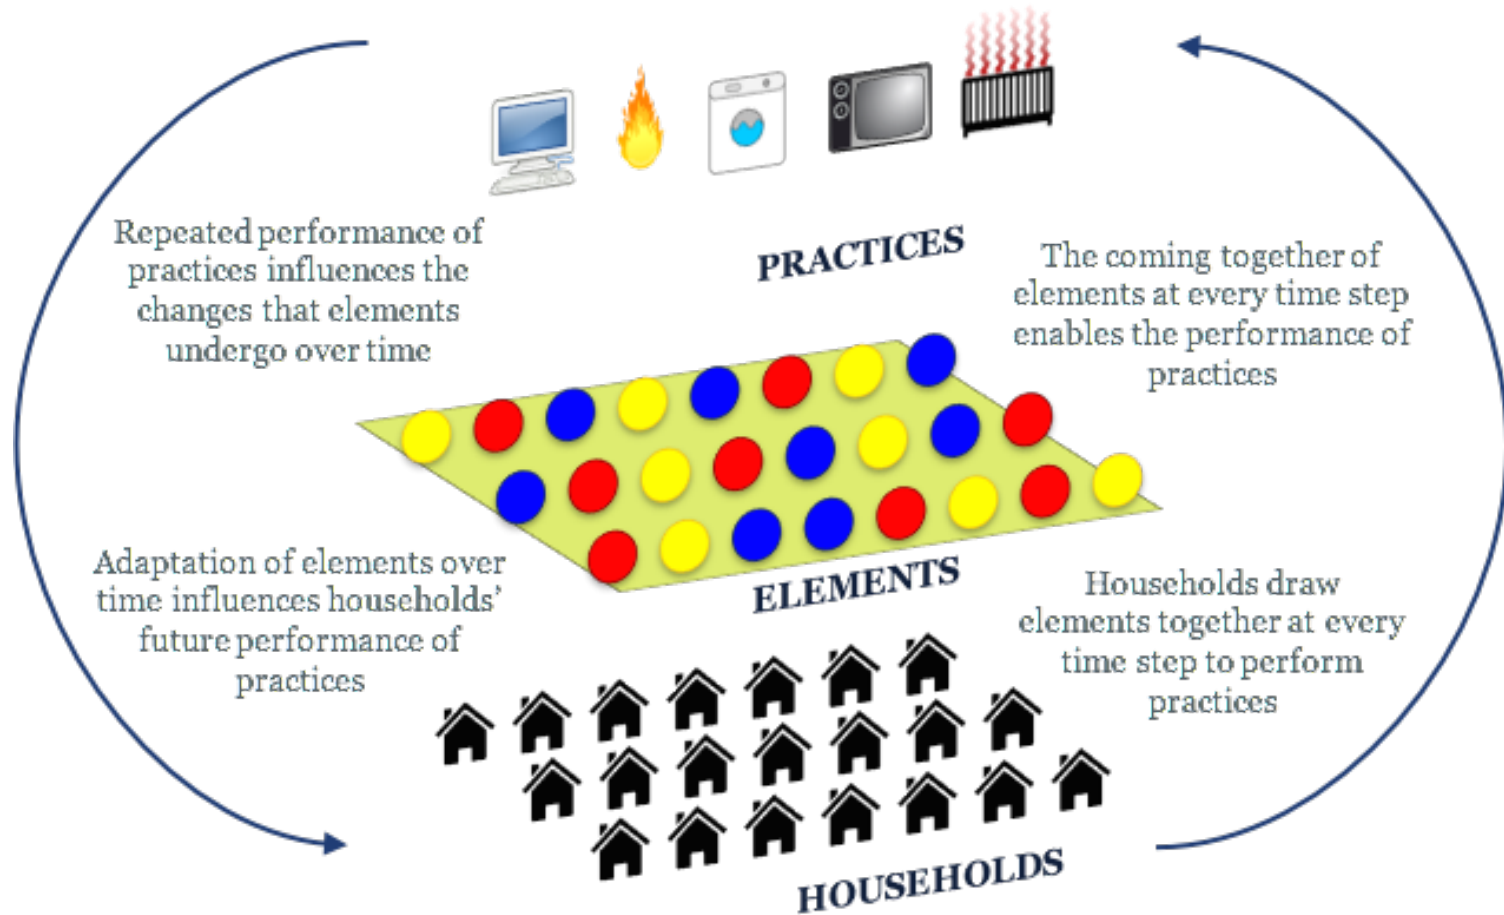 Repeated performance of
practices influences the
changes that elements
undergo over time
PRACTICES
The coming together of
elements at every time step
enables the performance of
practices
Adaptation of elements over
time influences households'
future performance of
practices
ELEMENTS
Households draw
elements together at every
time step to perform
practices
HOUSEHOLDS